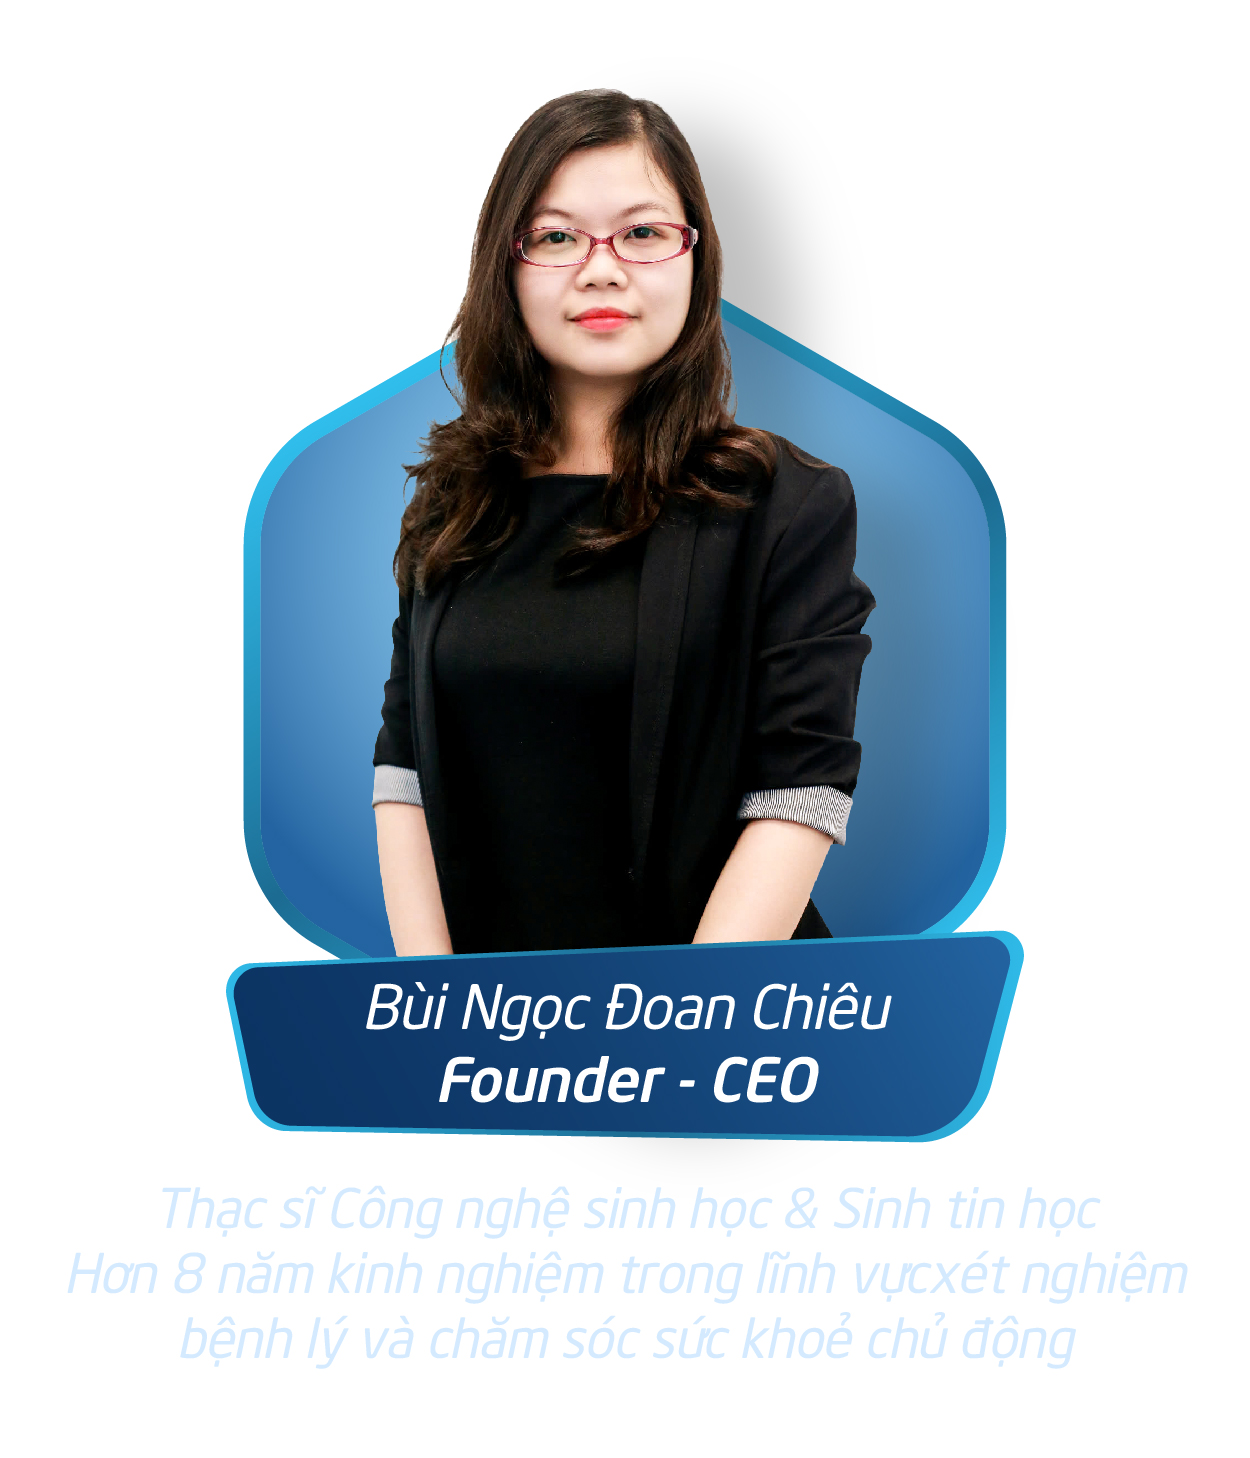 Bùi Ngọc Đoan Chiêu
Founder - CEO
Thạc sĩ Công nghệ sinh học & Sinh tin học
Hơn 8 năm kinh nghiệm trong lĩnh vựcxét nghiệm
bệnh lý và chăm sóc sức khoẻ chủ động